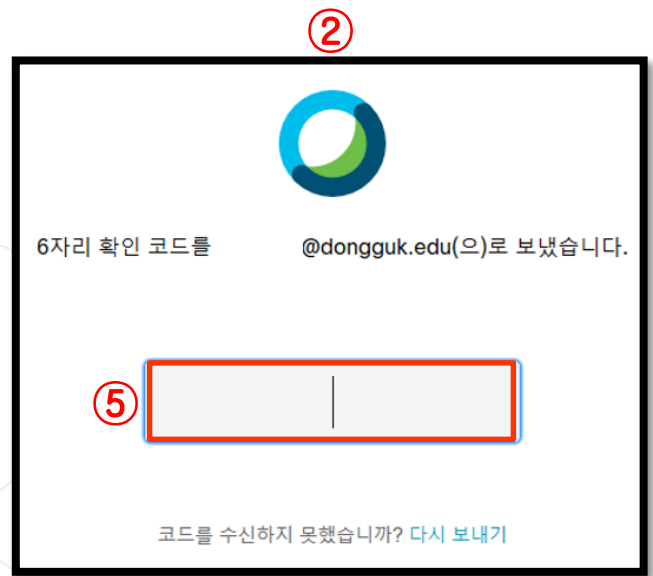 ②
6자리 확인 코드를 @dongguk.edu(으)로 보냈습니다.
⑤
코드를 수신하지 못했습니까? 다시 보내기